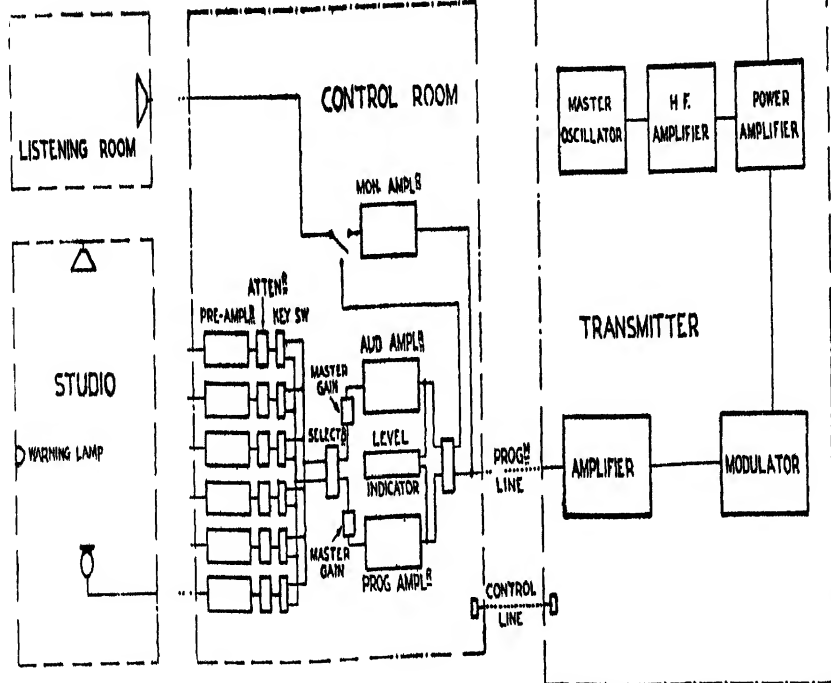 LISTENING ROOM
CONTROL ROOM
MASTER
OSCILLATOR
H F.
AMPLIFIER
POWER
AMPLIFIER
MON. AMPLR
ATTENR
PRE-AMPLR
KEY SW
STUDIO
WARNING LAMP
MASTER
GAIN
AUD AMPLR
SELECTR
LEVEL
INDICATOR
MASTER
GAIN
PROG AMPLR
PROGM
LINE
CONTROL
LINE
TRANSMITTER
AMPLIFIER
MODULATOR